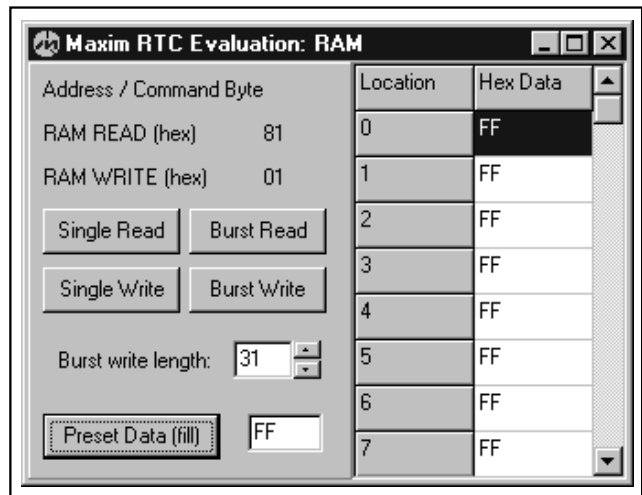 Maxim RTC Evaluation: RAM
Address / Command Byte
RAM READ (hex) 81
RAM WRITE (hex) 01
Single Read Burst Read
Single Write Burst Write
Burst write length: 31
Preset Data (fill) FF
Location Hex Data
0 FF
1 FF
2 FF
3 FF
4 FF
5 FF
6 FF
7 FF